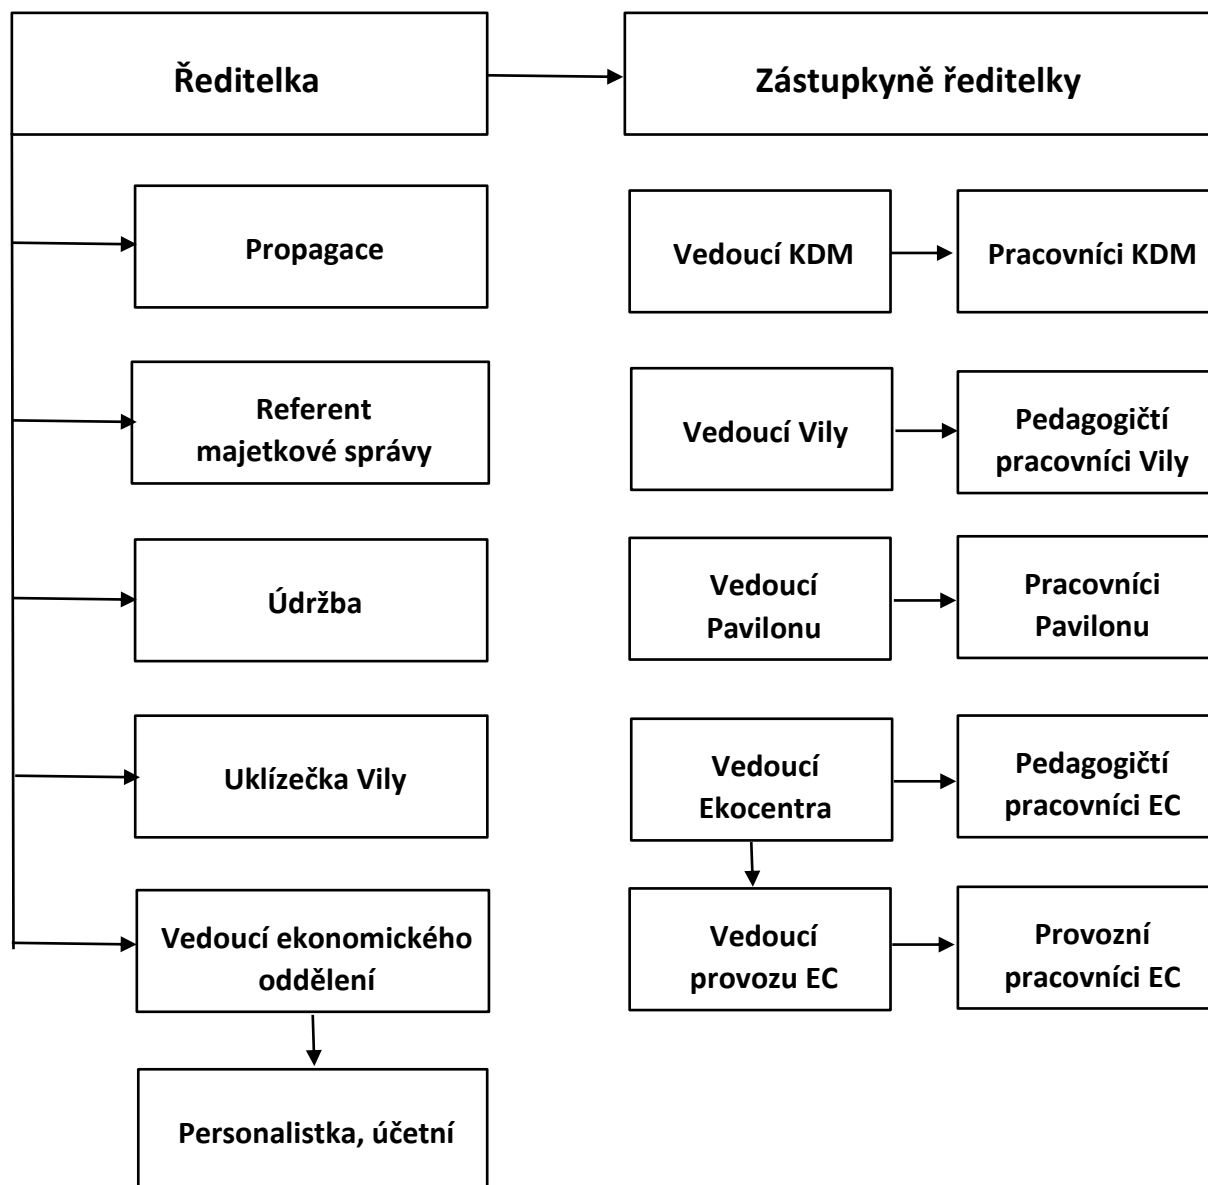 Ředitelka
Zástupkyně ředitelky
Propagace
Vedoucí KDM
Pracovníci KDM
Referent
majetkové správy
Vedoucí Vily
Pedagogičtí
pracovníci Vily
Údržba
Vedoucí
Pavilonu
Pracovníci
Pavilonu
Uklízečka Vily
Vedoucí
Ekocentra
Pedagogičtí
pracovníci EC
Vedoucí ekonomického
oddělení
Vedoucí
provozu EC
Provozní
pracovníci EC
Personalistka, účetní